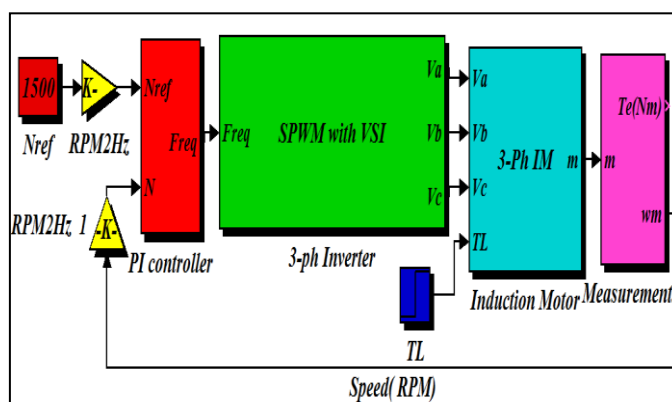 1500
Nref
K-
RPM2Hz
Nref
N
Freq
PI controller
RPM2Hz 1
-K-
Freq
SPWM with VSI
Va
Vb
Vc
3-ph Inverter
Va
Vb
Vc
TL
3-Ph IM
m
Induction Motor
TL
m
Te(Nm)
wm
Measurement
Speed( RPM)